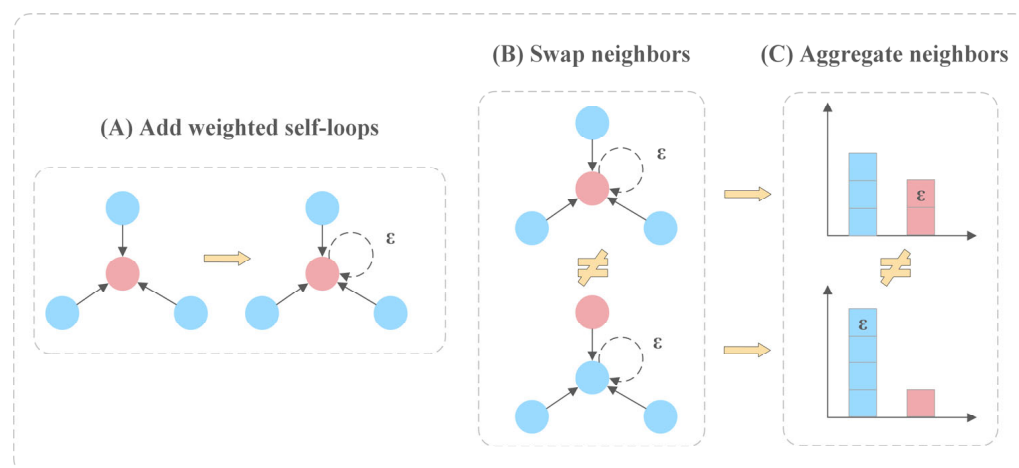 (A) Add weighted self-loops
ε
(B) Swap neighbors
ε
≠
ε
(C) Aggregate neighbors
ε
≠
ε